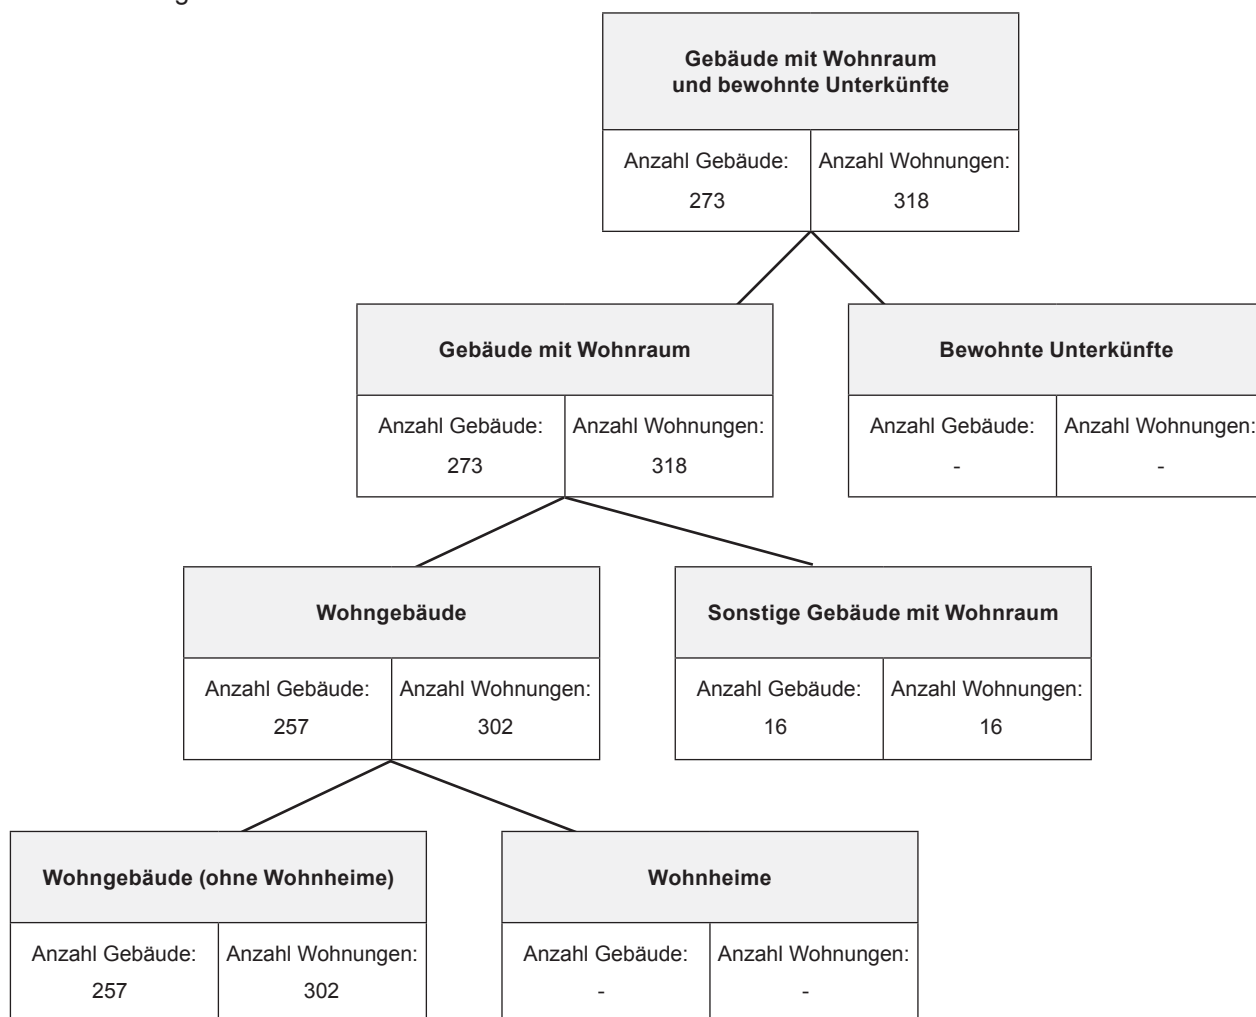 Gebäude mit Wohnraum
und bewohnte Unterkünfte
Anzahl Gebäude: Anzahl Wohnungen:
273 318
Gebäude mit Wohnraum Bewohnte Unterkünfte
Anzahl Gebäude: Anzahl Wohnungen: Anzahl Gebäude: Anzahl Wohnungen:
273 318 - -
Wohngebäude Sonstige Gebäude mit Wohnraum
Anzahl Gebäude: Anzahl Wohnungen: Anzahl Gebäude: Anzahl Wohnungen:
257 302 16 16
Wohngebäude (ohne Wohnheime) Wohnheime
Anzahl Gebäude: Anzahl Wohnungen: Anzahl Gebäude: Anzahl Wohnungen:
257 302 - -